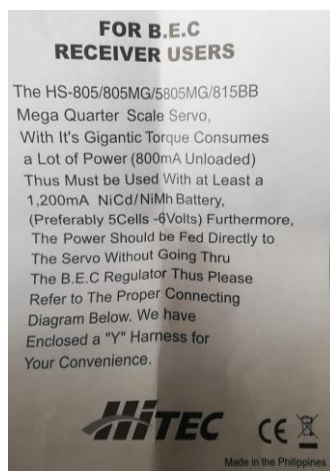 FOR B.E.C
RECEIVER USERS
The HS-805/805MG/5805MG/815BB
Mega Quarter Scale Servo,
With It's Gigantic Torque Consumes
a Lot of Power (800mA Unloaded)
Thus Must be Used With at Least a
1,200mA NiCd/NiMh Battery,
(Preferably 5Cells -6Volts) Furthermore,
The Power Should be Fed Directly to
The Servo Without Going Thru
The B.E.C Regulator Thus Please
Refer to The Proper Connecting
Diagram Below. We have
Enclosed a "Y" Harness for
Your Convenience.
HiTEC CE
Made in the Philippines